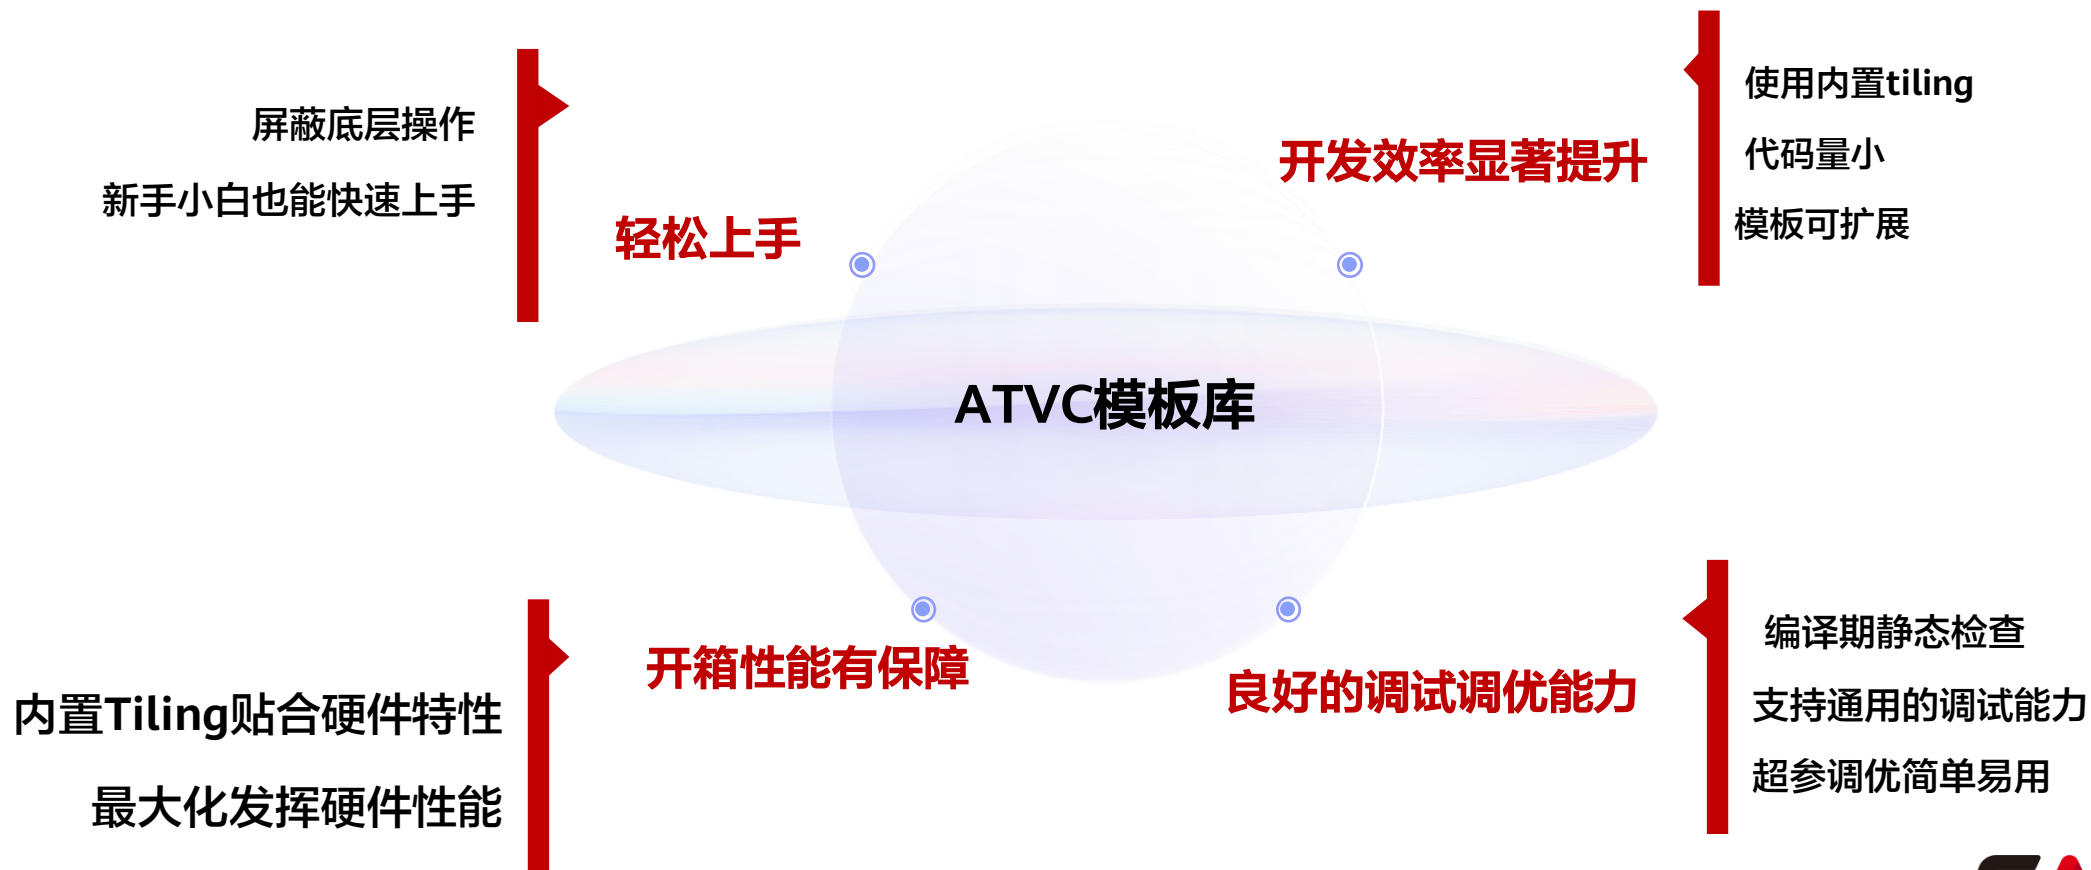 屏蔽底层操作
新手小白也能快速上手
轻松上手
开发效率显著提升
使用内置tiling
代码量小
模板可扩展
ATVC模板库
开箱性能有保障
内置Tiling贴合硬件特性
最大化发挥硬件性能
良好的调试调优能力
编译期静态检查
支持通用的调试能力
超参调优简单易用